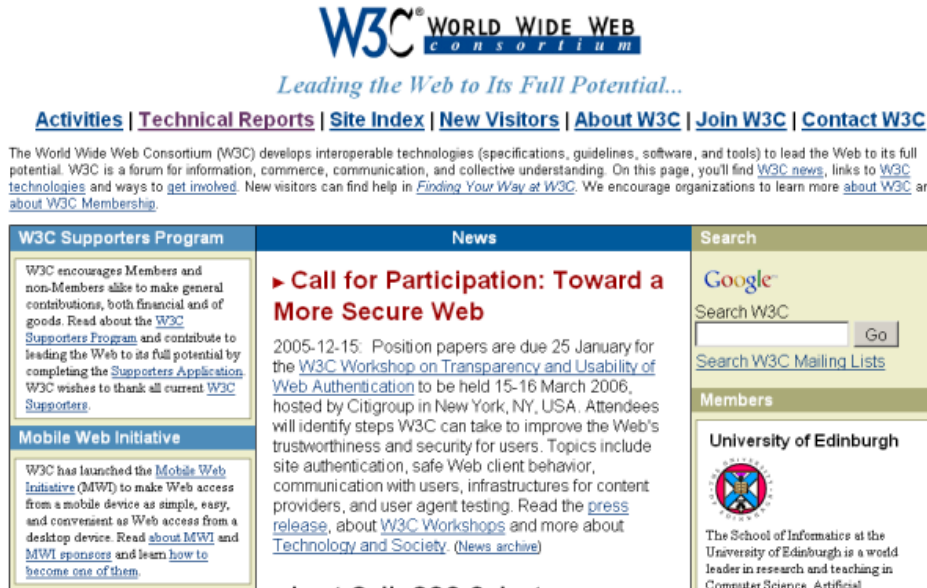 W3C® WORLD WIDE WEB
consortium
Leading the Web to Its Full Potential...
Activities | Technical Reports | Site Index | New Visitors | About W3C | Join W3C | Contact W3C
The World Wide Web Consortium (W3C) develops interoperable technologies (specifications, guidelines, software, and tools) to lead the Web to its full
potential. W3C is a forum for information, commerce, communication, and collective understanding. On this page, you'll find W3C news, links to W3C
technologies and ways to get involved. New visitors can find help in Finding Your Way at W3C. We encourage organizations to learn more about W3C
about W3C Membership.
W3C Supporters Program
W3C encourages Members and
non-Members alike to make general
contributions, both financial and of
goods. Read about the W3C
Supporters Program and contribute to
leading the Web to its full potential by
completing the Supporters Application.
W3C wishes to thank all current W3C
Supporters.
Mobile Web Initiative
W3C has launched the Mobile Web
Initiative (MWI) to make Web access
from a mobile device as simple, easy,
and convenient as Web access from a
desktop device. Read about MWI and
MWI sponsors and learn how to
become one of them.
News
▸ Call for Participation: Toward a
More Secure Web
2005-12-15: Position papers are due 25 January for
the W3C Workshop on Transparency and Usability of
Web Authentication to be held 15-16 March 2006,
hosted by Citigroup in New York, NY, USA. Attendees
will identify steps W3C can take to improve the Web's
trustworthiness and security for users. Topics include
site authentication, safe Web client behavior,
communication with users, infrastructures for content
providers, and user agent testing. Read the press
release, about W3C Workshops and more about
Technology and Society. (News archive)
Search
Google
Search W3C
Go
Search W3C Mailing Lists
Members
University of Edinburgh
The School of Informatics at the
University of Edinburgh is a world
leader in research and teaching in
Computer Science, Artificial